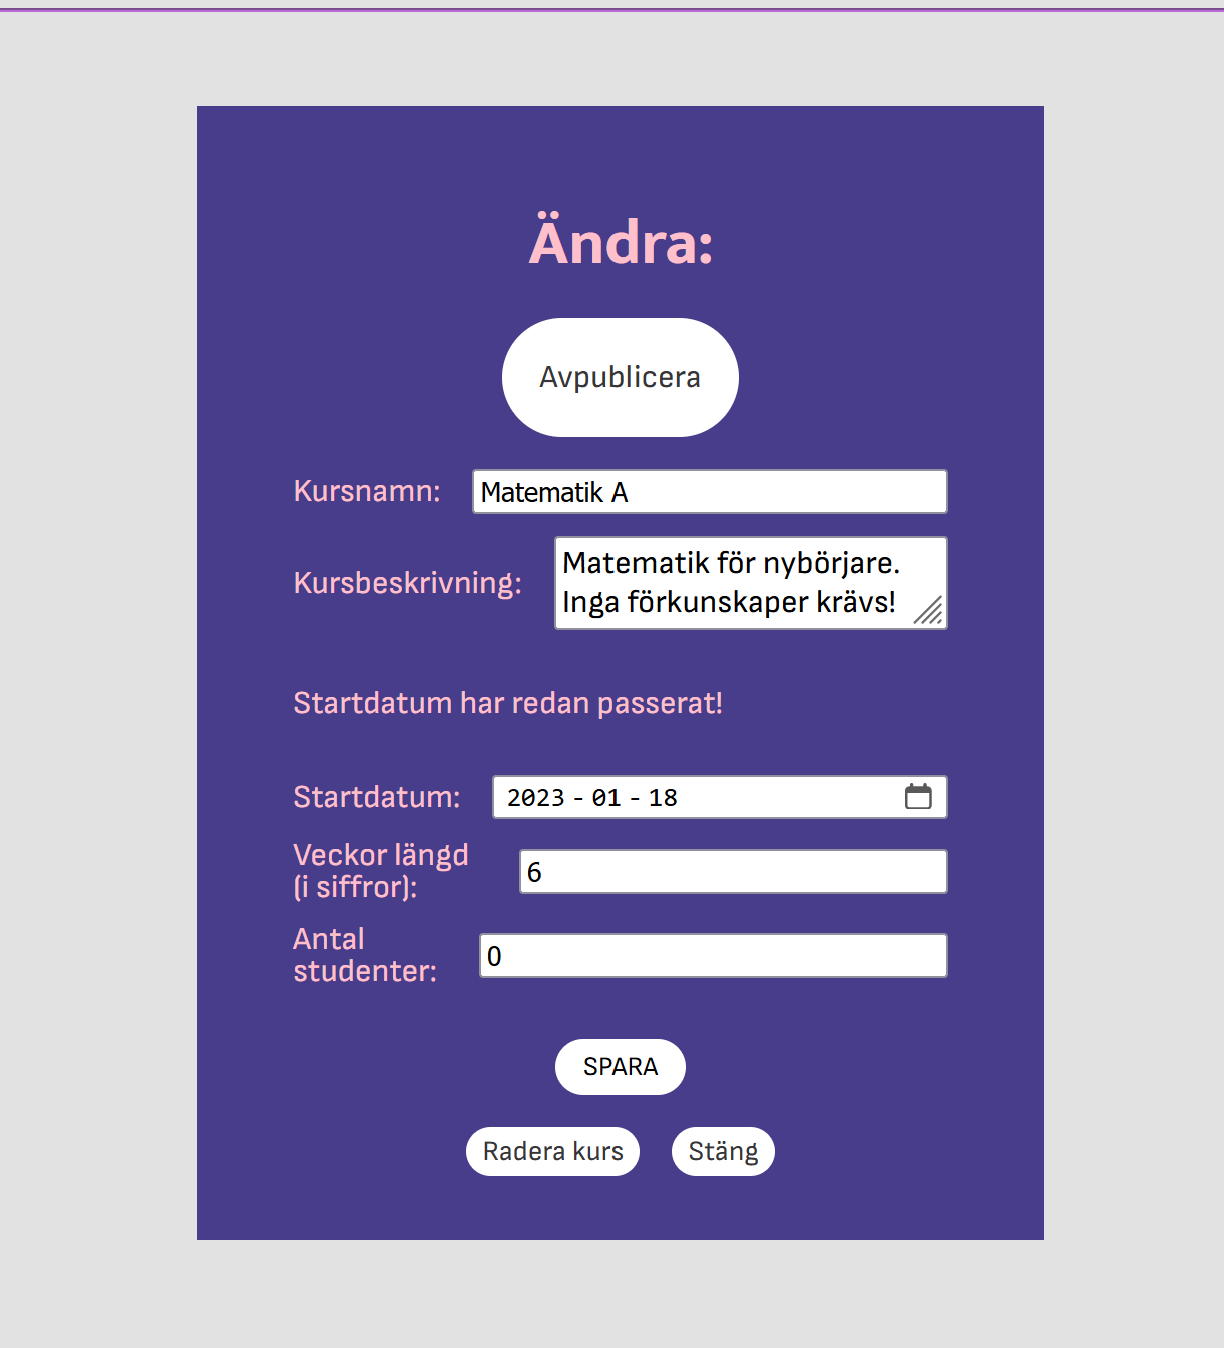 Ändra:
Avpublicera
Kursnamn:
Matematik A
Kursbeskrivning:
Matematik för nybörjare.
Inga förkunskaper krävs!
Startdatum har redan passerat!
Startdatum:
2023 - 01 - 18
Veckor längd
(i siffror):
6
Antal
studenter:
0
SPARA
Radera kurs
Stäng